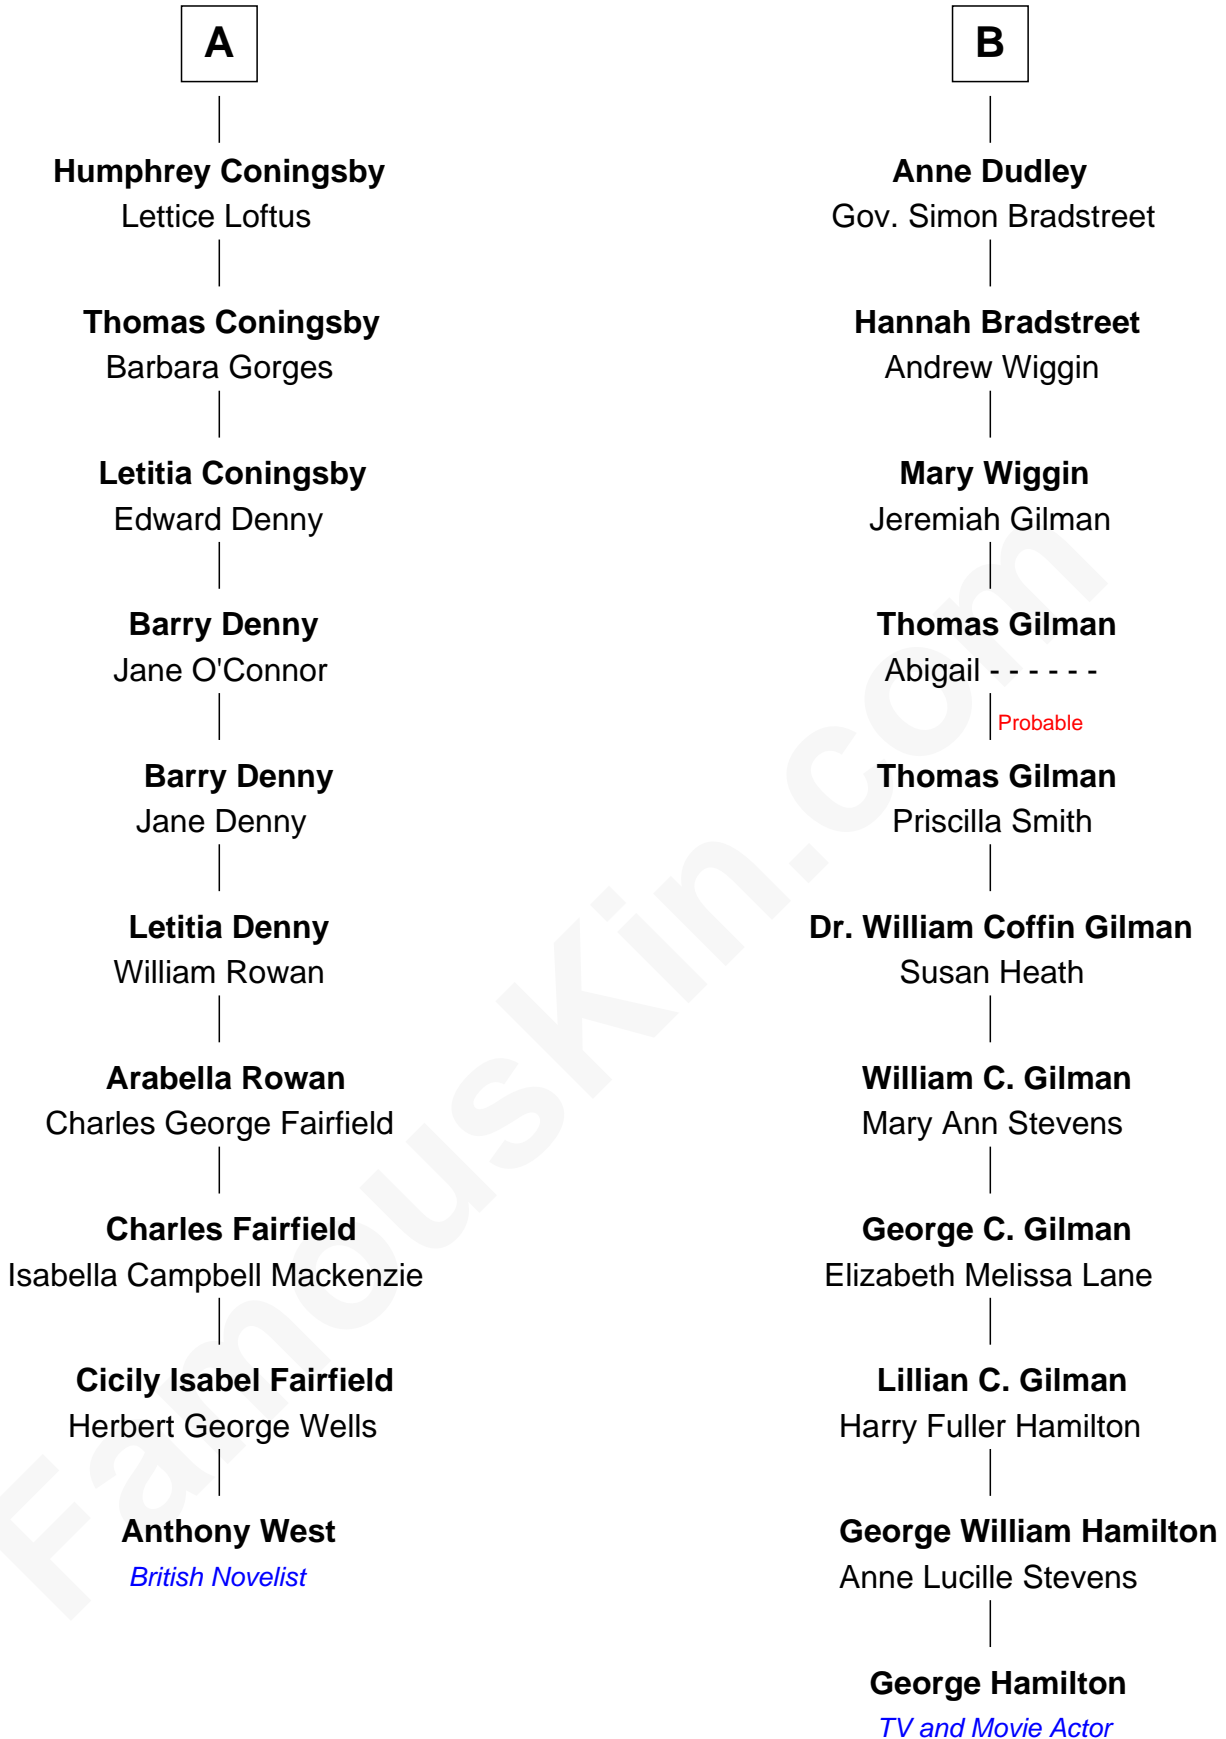 A
Humphrey Coningsby
Lettice Loftus
Thomas Coningsby
Barbara Gorges
Letitia Coningsby
Edward Denny
Barry Denny
Jane O'Connor
Barry Denny
Jane Denny
Letitia Denny
William Rowan
Arabella Rowan
Charles George Fairfield
Charles Fairfield
Isabella Campbell Mackenzie
Cicily Isabel Fairfield
Herbert George Wells
Anthony West
British Novelist
B
Anne Dudley
Gov. Simon Bradstreet
Hannah Bradstreet
Andrew Wiggin
Mary Wiggin
Jeremiah Gilman
Thomas Gilman
Abigail - - - - - -
Probable
Thomas Gilman
Priscilla Smith
Dr. William Coffin Gilman
Susan Heath
William C. Gilman
Mary Ann Stevens
George C. Gilman
Elizabeth Melissa Lane
Lillian C. Gilman
Harry Fuller Hamilton
George William Hamilton
Anne Lucille Stevens
George Hamilton
TV and Movie Actor
FamousKin.com